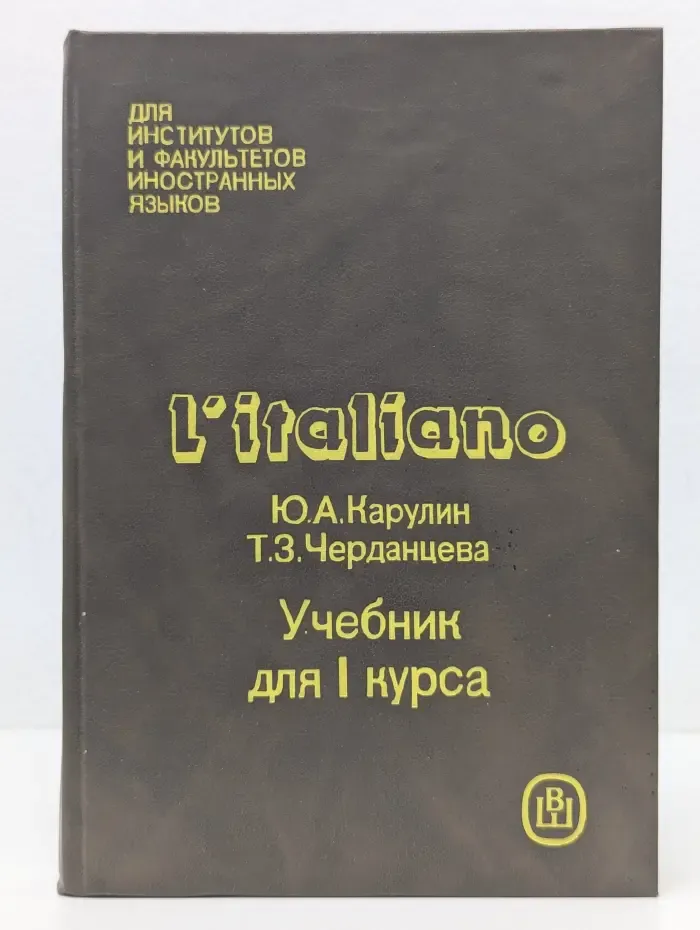 ДЛЯ
ИНСТИТУТОВ
И ФАКУЛЬТЕТОВ
ИНОСТРАННЫХ
ЯЗЫКОВ
L'italiano
Ю.А.Карулин
Т.З.Черданцева
Учебник
для I курса
ВШ